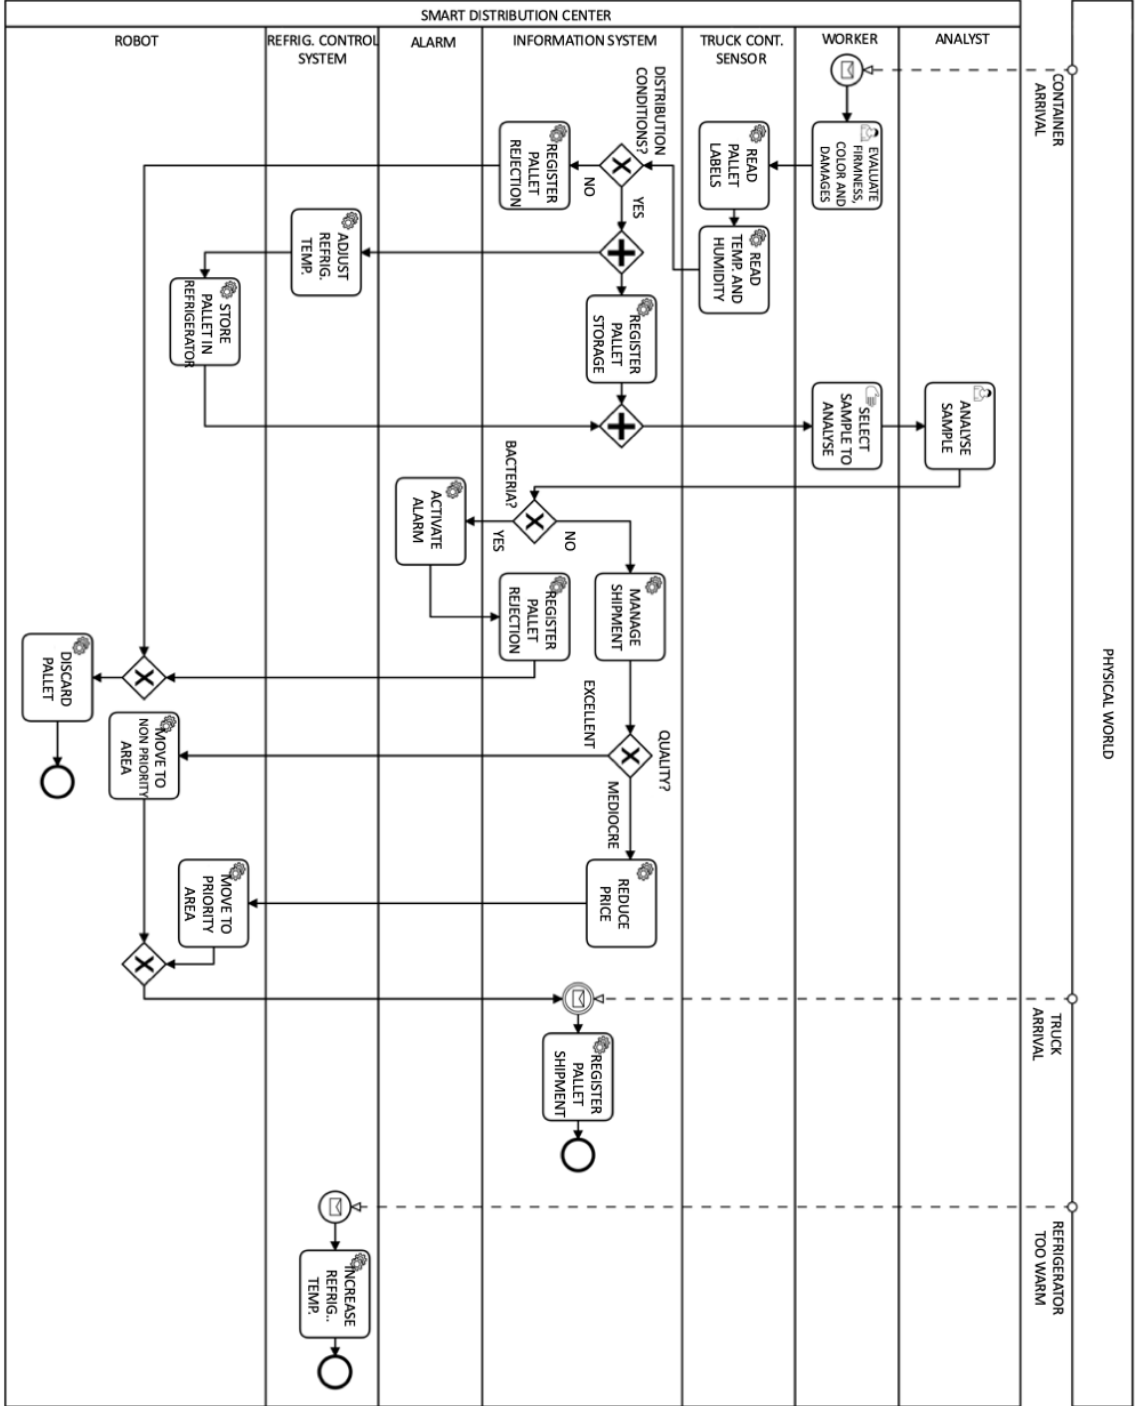 SMART DISTRIBUTION CENTER
ROBOT
REFRIG. CONTROL
SYSTEM
ALARM
INFORMATION SYSTEM
TRUCK CONT.
SENSOR
WORKER
ANALYST
PHYSICAL WORLD
CONTAINER
ARRIVAL
EVALUATE
FIRMNESS,
COLOR AND
DAMAGES
READ
PALLET
LABELS
READ
TEMP. AND
HUMIDITY
DISTRIBUTION
CONDITIONS?
NO
YES
REGISTER
PALLET
REJECTION
ADJUST
REFRIG.
TEMP.
STORE
PALLET IN
REFRIGERATOR
REGISTER
PALLET
STORAGE
SELECT
SAMPLE TO
ANALYSE
ANALYSE
SAMPLE
BACTERIA?
YES
NO
ACTIVATE
ALARM
REGISTER
PALLET
REJECTION
MANAGE
SHIPMENT
DISCARD
PALLET
QUALITY?
EXCELLENT
MEDIOCRE
MOVE TO
NON PRIORITY
AREA
REDUCE
PRICE
MOVE TO
PRIORITY
AREA
TRUCK
ARRIVAL
REGISTER
PALLET
SHIPMENT
REFRIGERATOR
TOO WARM
INCREASE
REFRIG..
TEMP.